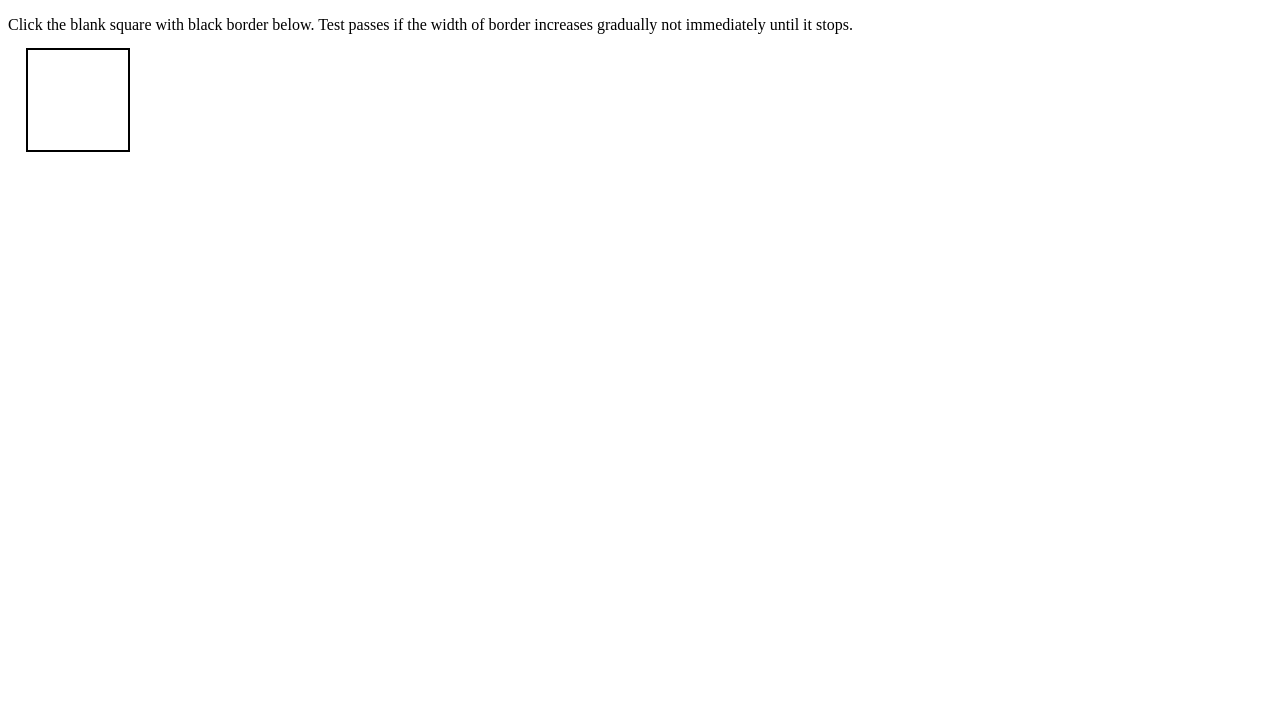 Click the blank square with black border below. Test passes if the width of border increases gradually not immediately until it stops.